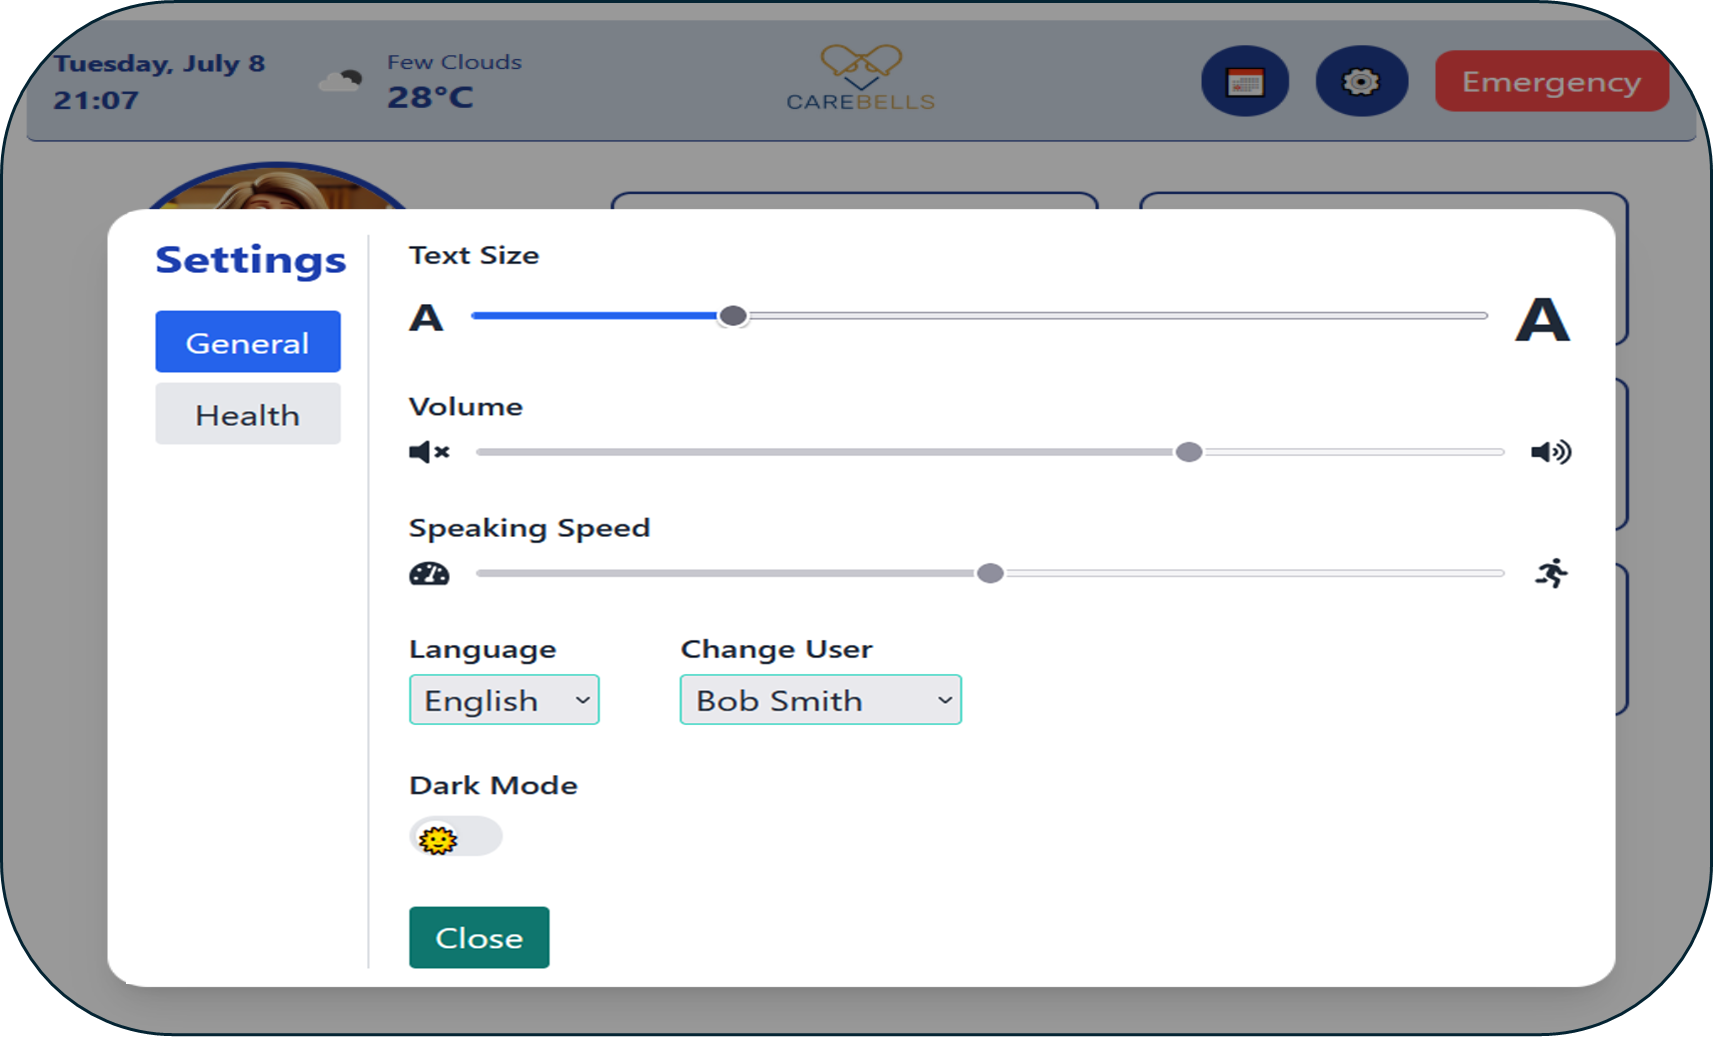 Tuesday, July 8
21:07
Few Clouds
28°C
CAREBELLS
Emergency
Settings
General
Health
Text Size
A
A
Volume
Speaking Speed
Language
Change User
English
Bob Smith
Dark Mode
Close